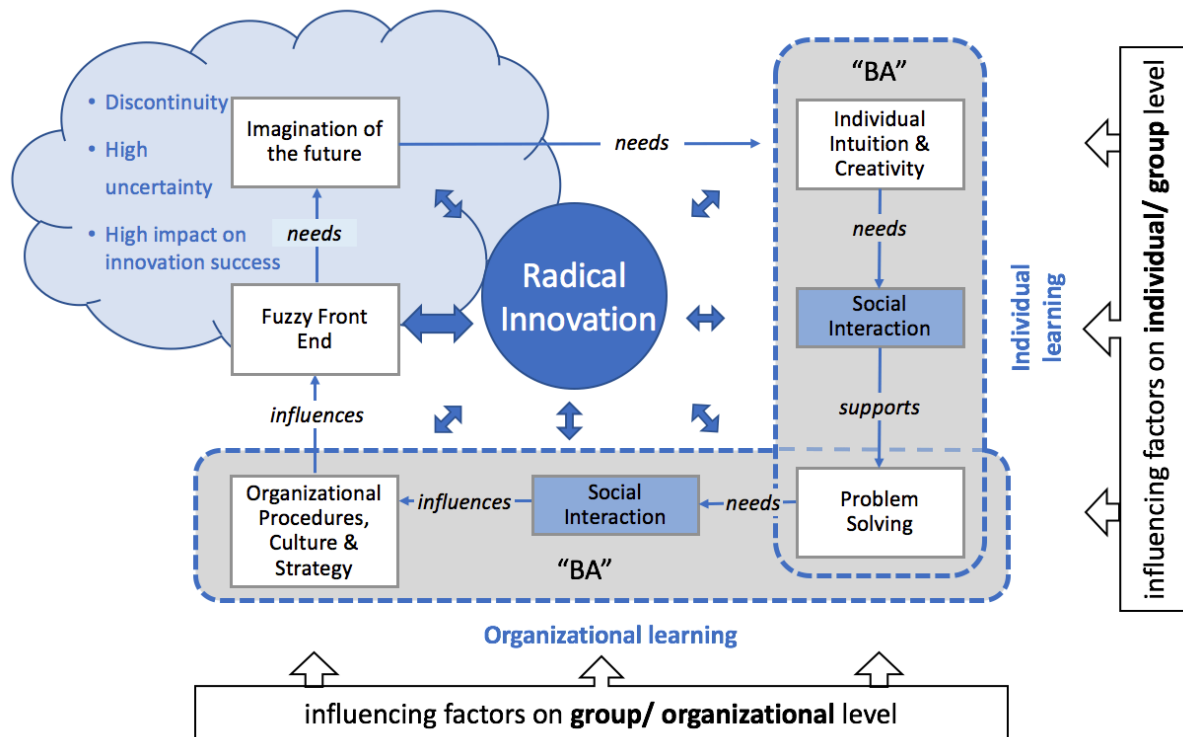 “BA”
• Discontinuity
• High
uncertainty
• High impact on
innovation success
Imagination of
the future
needs
Individual
Intuition &
Creativity
needs
needs
Radical
Innovation
Social
Interaction
Fuzzy Front
End
Individual
learning
influencing factors on individual/ group level
influences
supports
Organizational
Procedures,
Culture &
Strategy
influences
Social
Interaction
needs
Problem
Solving
“BA”
Organizational learning
influencing factors on group/ organizational level